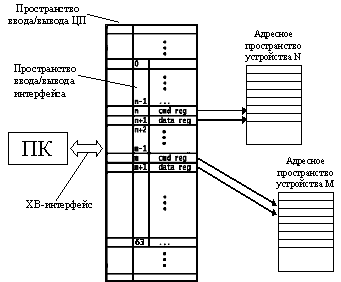 Пространство
ввода/вывода ЦП
Пространство
ввода/вывода
интерфейса
ПК
ХВ-интерфейс
0
n-1 ...
n cmd reg
n+1 data reg
n+2
m-1
m cmd reg
m+1 data reg
63 ...
Адресное
пространство
устройства N
Адресное
пространство
устройства M